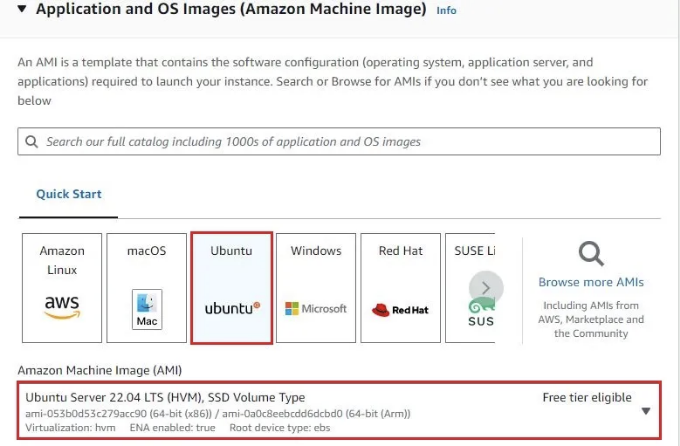 Application and OS Images (Amazon Machine Image) Info
An AMI is a template that contains the software configuration (operating system, application server, and
applications) required to launch your instance. Search or Browse for AMIs if you don't see what you are looking for
below
Search our full catalog including 1000s of application and OS images
Quick Start
Amazon
Linux
aws
macOS
Mac
Ubuntu
ubuntu
Windows
Microsoft
Red Hat
Red Hat
SUSE Li
SUS
Browse more AMIs
Including AMIs from
AWS, Marketplace and
the Community
Amazon Machine Image (AMI)
Ubuntu Server 22.04 LTS (HVM), SSD Volume Type Free tier eligible
ami-053b0d53c279acc90 (64-bit (x86)) / ami-0a0c8eebcdd6dcbd0 (64-bit (Arm))
Virtualization: hvm ENA enabled: true Root device type: ebs